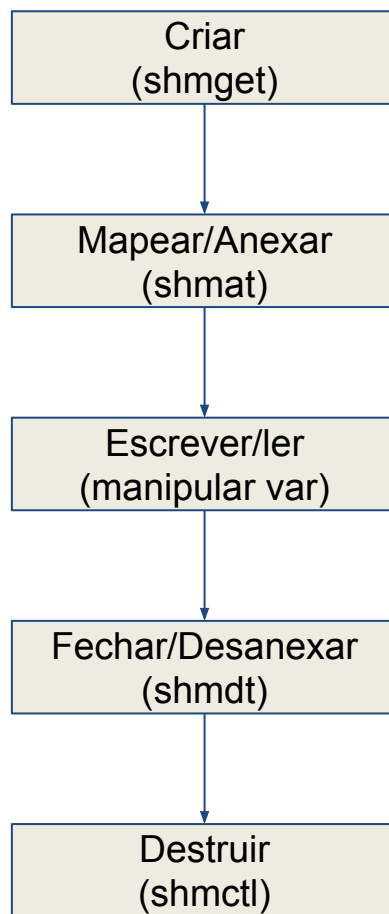 Criar
(shmget)
Mapear/Anexar
(shmat)
Escrever/ler
(manipular var)
Fechar/Desanexar
(shmdt)
Destruir
(shmctl)